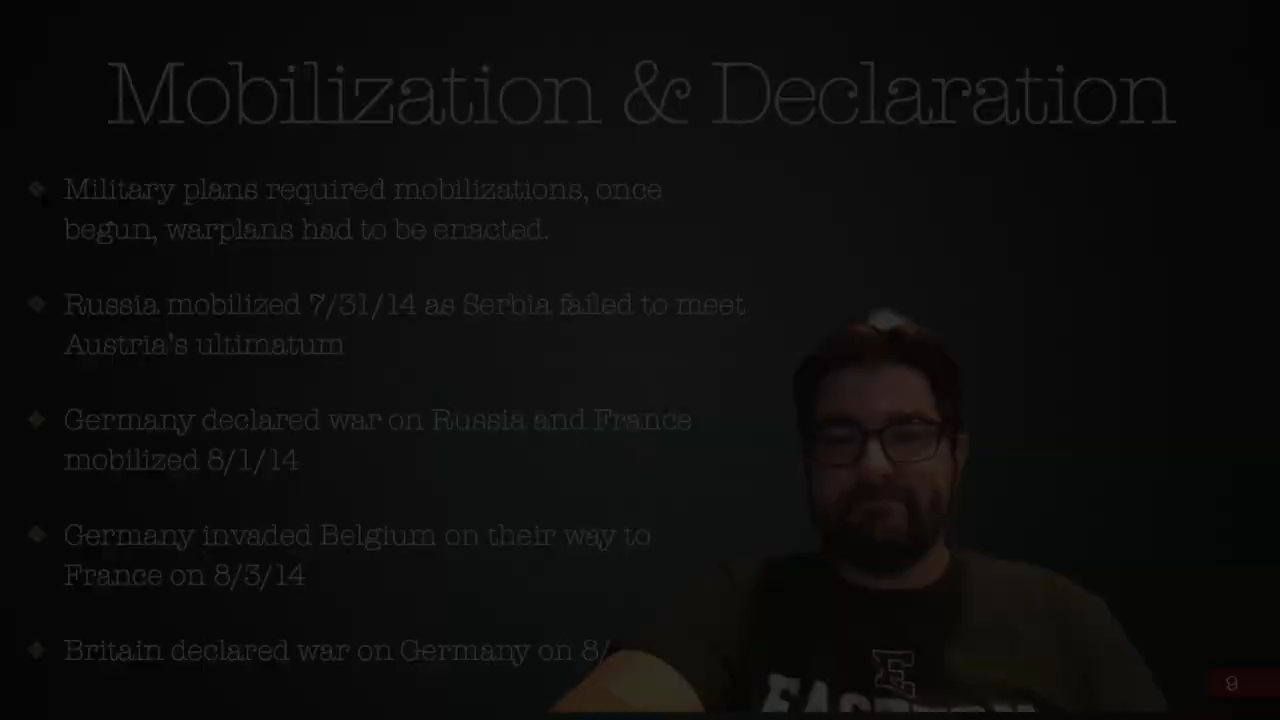 Mobilization & Declaration
Military plans required mobilizations, once
begun, warplans had to be enacted.
Russia mobilized 7/31/14 as Serbia failed to meet
Austria's ultimatum
Germany declared war on Russia and France
mobilized 8/1/14
Germany invaded Belgium on their way to
France on 8/3/14
Britain declared war on Germany on 8/
E
9